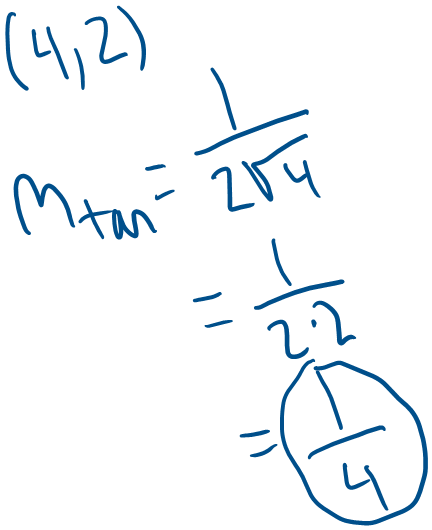 (4,2)
m_tan = 1/(2√4)
= 1/(2·2)
= 1/4